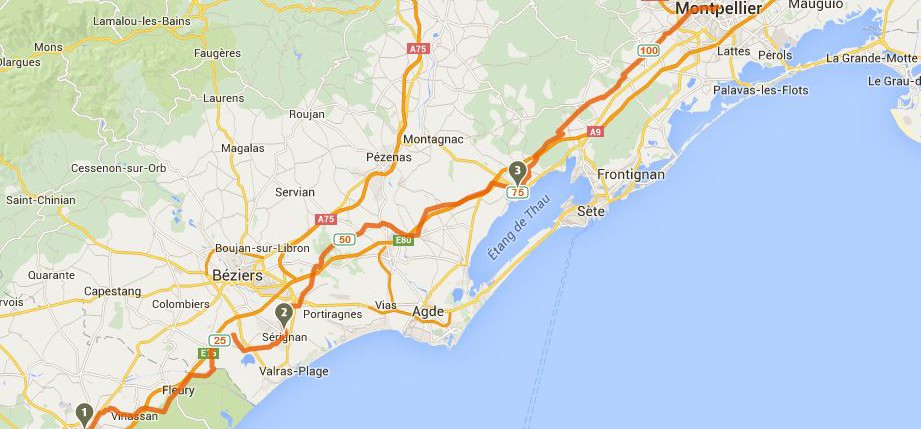 Montpellier
Mauguio
Lamalou-les-Bains
Mons
Faugères
A75
100
Lattes
Pérols
La Grande-Motte
Olargues
Palavas-les-Flots
Laurens
Roujan
A9
Montagnac
Magalas
Pézenas
Cessenon-sur-Orb
3
Frontignan
75
Servian
Saint-Chinian
Étang de Thau
Sète
A75
50
E80
Boujan-sur-Libron
Béziers
Quarante
Capestang
Colombiers
2
Portiragnes
Vias
Agde
Sérignan
25
Valras-Plage
Fleury
1
Vinassan